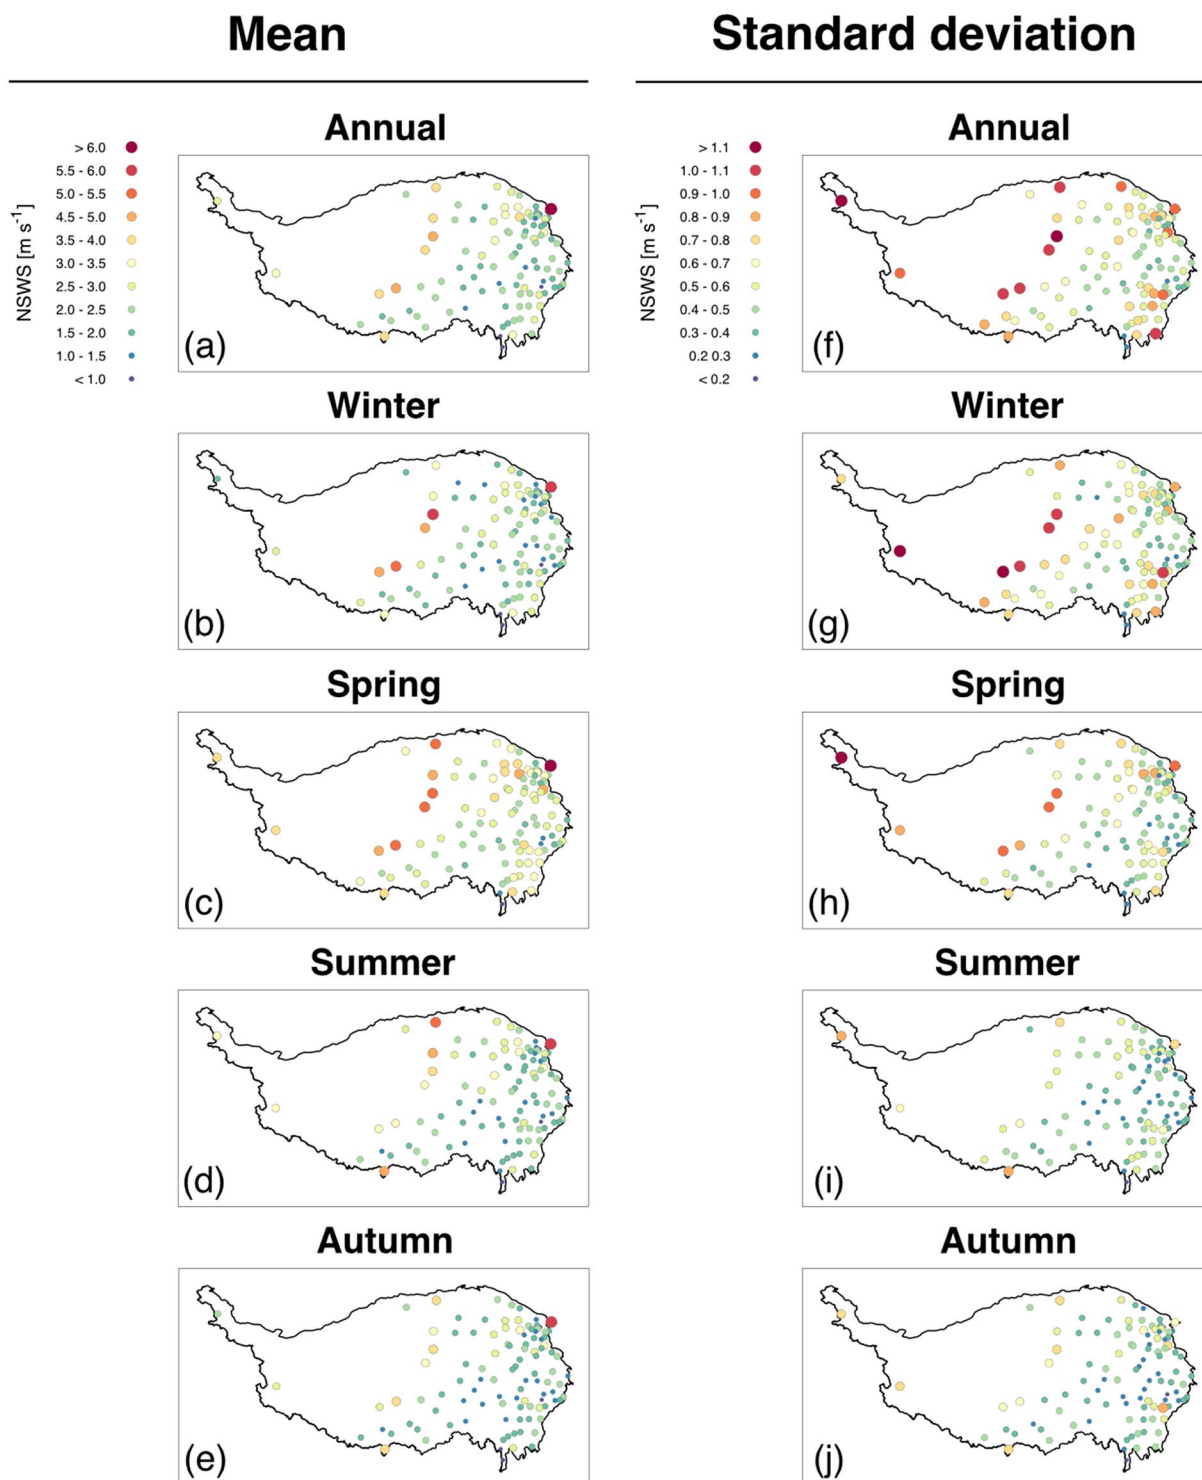 Mean
Standard deviation
Annual
NSWS [m s-1]
> 6.0
5.5 - 6.0
5.0 - 5.5
4.5 - 5.0
3.5 - 4.0
3.0 - 3.5
2.5 - 3.0
2.0 - 2.5
1.5 - 2.0
1.0 - 1.5
< 1.0
(a)
Annual
NSWS [m s-1]
> 1.1
1.0 - 1.1
0.9 - 1.0
0.8 - 0.9
0.7 - 0.8
0.6 - 0.7
0.5 - 0.6
0.4 - 0.5
0.3 - 0.4
0.2 0.3
< 0.2
(f)
Winter
(b)
Winter
(g)
Spring
(c)
Spring
(h)
Summer
(d)
Summer
(i)
Autumn
(e)
Autumn
(j)